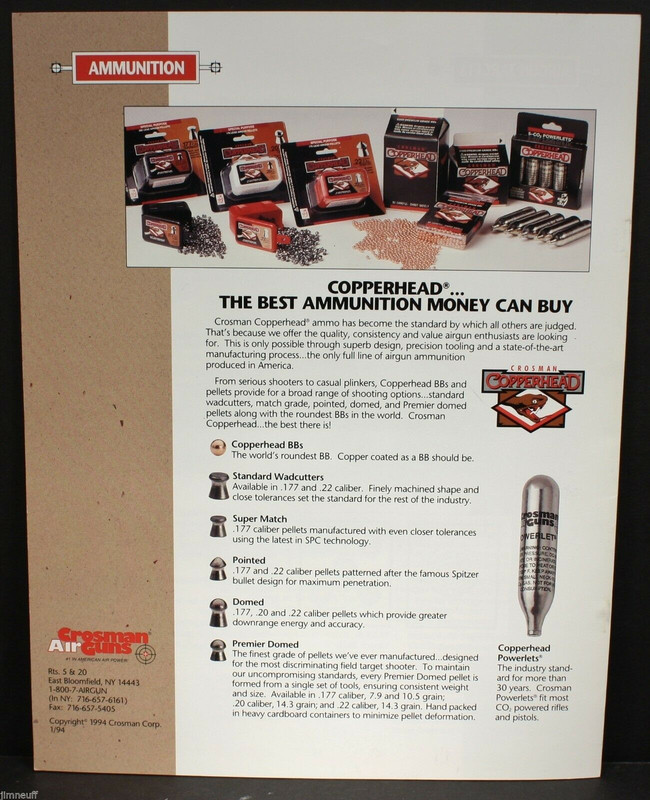 AMMUNITION
COPPERHEAD
COPPERHEAD
COPPERHEAD
COPPERHEAD®...
THE BEST AMMUNITION MONEY CAN BUY
Crosman Copperhead® ammo has become the standard by which all others are judged.
That's because we offer the quality, consistency and value airgun enthusiasts are looking
for. This is only possible through superb design, precision tooling and a state-of-the-art
manufacturing process...the only full line of airgun ammunition
produced in America.
From serious shooters to casual plinkers, Copperhead BBs and
pellets provide for a broad range of shooting options...standard
wadcutters, match grade, pointed, domed, and Premier domed
pellets along with the roundest BBs in the world. Crosman
Copperhead...the best there is!
CROSMAN
COPPERHEAD
Copperhead BBs
The world's roundest BB. Copper coated as a BB should be.
Standard Wadcutters
Available in .177 and .22 caliber. Finely machined shape and
close tolerances set the standard for the rest of the industry.
Super Match
.177 caliber pellets manufactured with even closer tolerances
using the latest in SPC technology.
Pointed
.177 and .22 caliber pellets patterned after the famous Spitzer
bullet design for maximum penetration.
Domed
.177, .20 and .22 caliber pellets which provide greater
downrange energy and accuracy.
Premier Domed
The finest grade of pellets we've ever manufactured...designed
for the most discriminating field target shooter. To maintain
our uncompromising standards, every Premier Domed pellet is
formed from a single set of tools, ensuring consistent weight
and size. Available in .177 caliber, 7.9 and 10.5 grain;
.20 caliber, 14.3 grain; and .22 caliber, 14.3 grain. Hand packed
in heavy cardboard containers to minimize pellet deformation.
Crosman
Guns
Copperhead
Powerlets®
The industry stand-
ard for more than
30 years. Crosman
Powerlets® fit most
CO₂ powered rifles
and pistols.
Crosman®
AirGuns
#1 IN AMERICAN AIR POWER
Rts. 5 & 20
East Bloomfield, NY 14443
1-800-7-AIRGUN
(In NY: 716-657-6161)
Fax: 716-657-5405
Copyright© 1994 Crosman Corp.
1/94
jimneuff